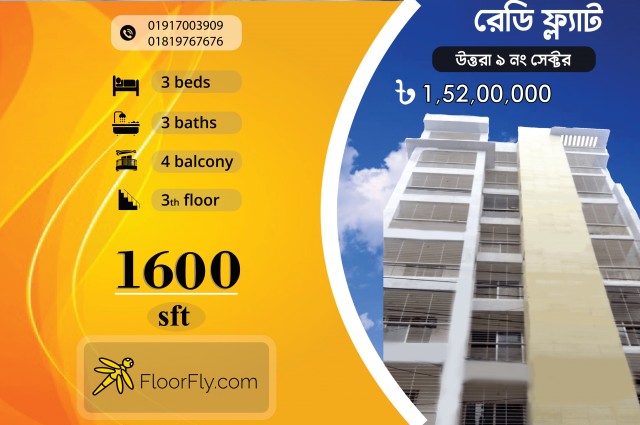 01917003909
01819767676
3 beds
3 baths
4 balcony
3th floor
1600
sft
FloorFly.com
রেডি ফ্ল্যাট
উত্তরা ৯ নং সেক্টর
৳ 1,52,00,000